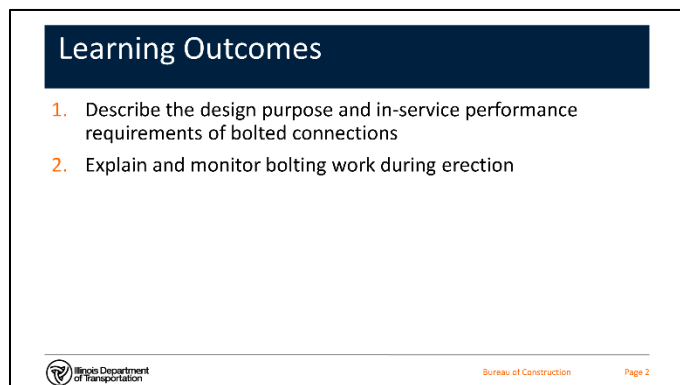 Learning Outcomes
1. Describe the design purpose and in-service performance
requirements of bolted connections
2. Explain and monitor bolting work during erection
Illinois Department
of Transportation
Bureau of Construction
Page 2